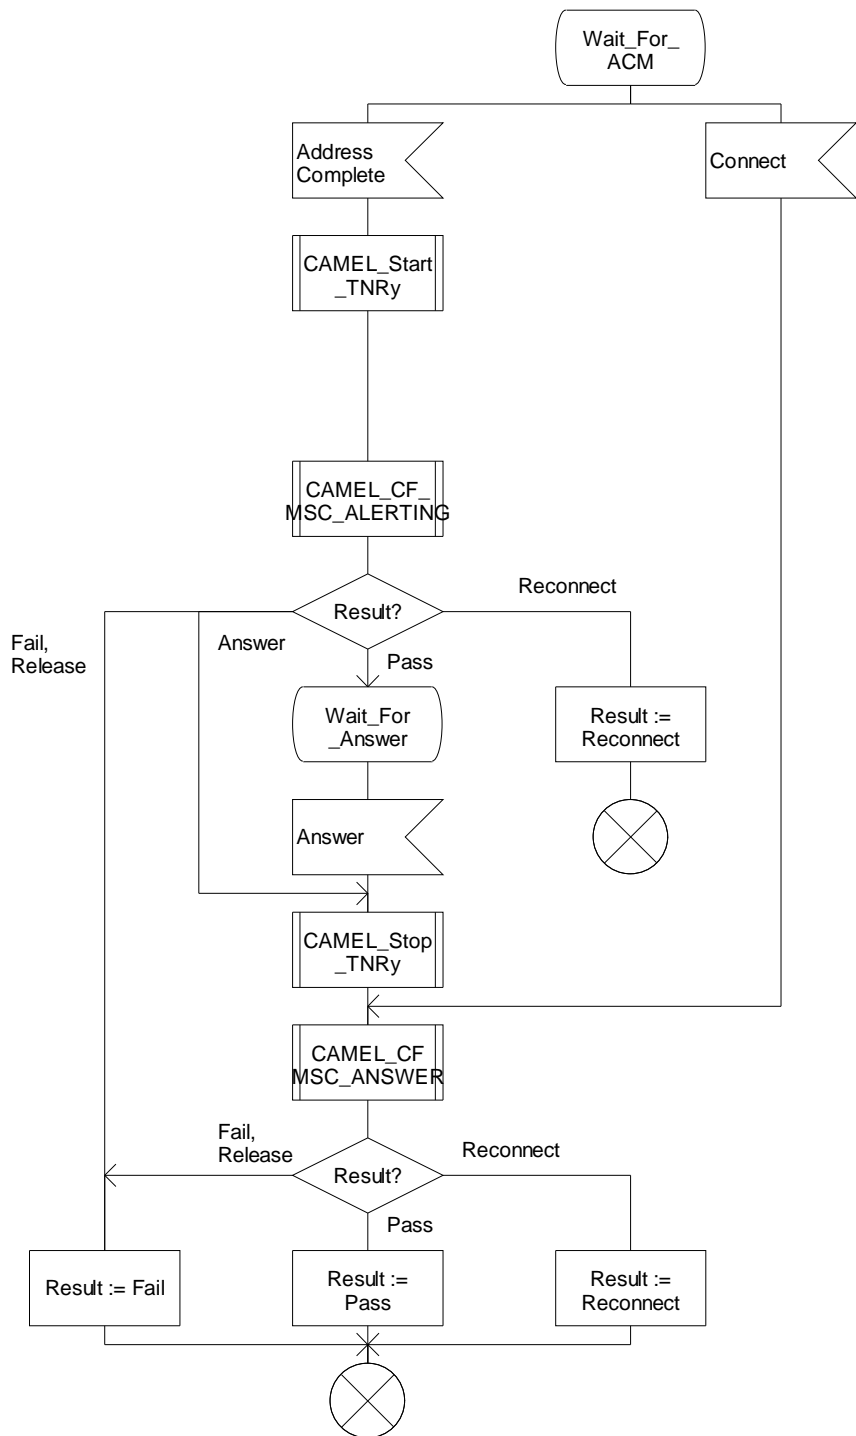 Wait_For_
ACM
Address
Complete
Connect
CAMEL_Start
_TNRy
CAMEL_CF_
MSC_ALERTING
Result?
Reconnect
Fail,
Release
Answer
Pass
Wait_For
_Answer
Result :=
Reconnect
Answer
CAMEL_Stop
_TNRy
CAMEL_CF
MSC_ANSWER
Fail,
Release
Result?
Reconnect
Pass
Result := Fail
Result :=
Pass
Result :=
Reconnect